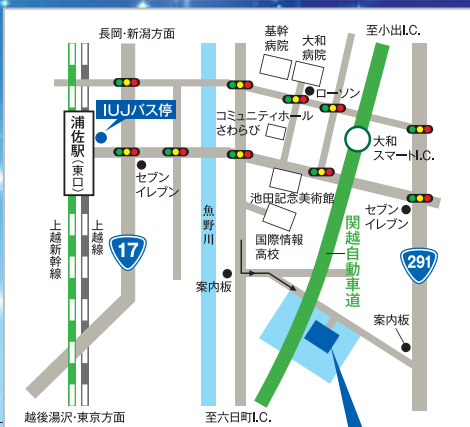 長岡・新潟方面
基幹
病院
大和
病院
至小出I.C.
ローソン
IUJバス停
コミュニティホール
さわらび
浦佐駅(東口)
大和
スマートI.C.
セブン
イレブン
池田記念美術館
魚野川
セブン
イレブン
上越新幹線
上越線
17
国際情報
高校
関越自動車道
291
案内板
案内板
越後湯沢・東京方面
至六日町I.C.